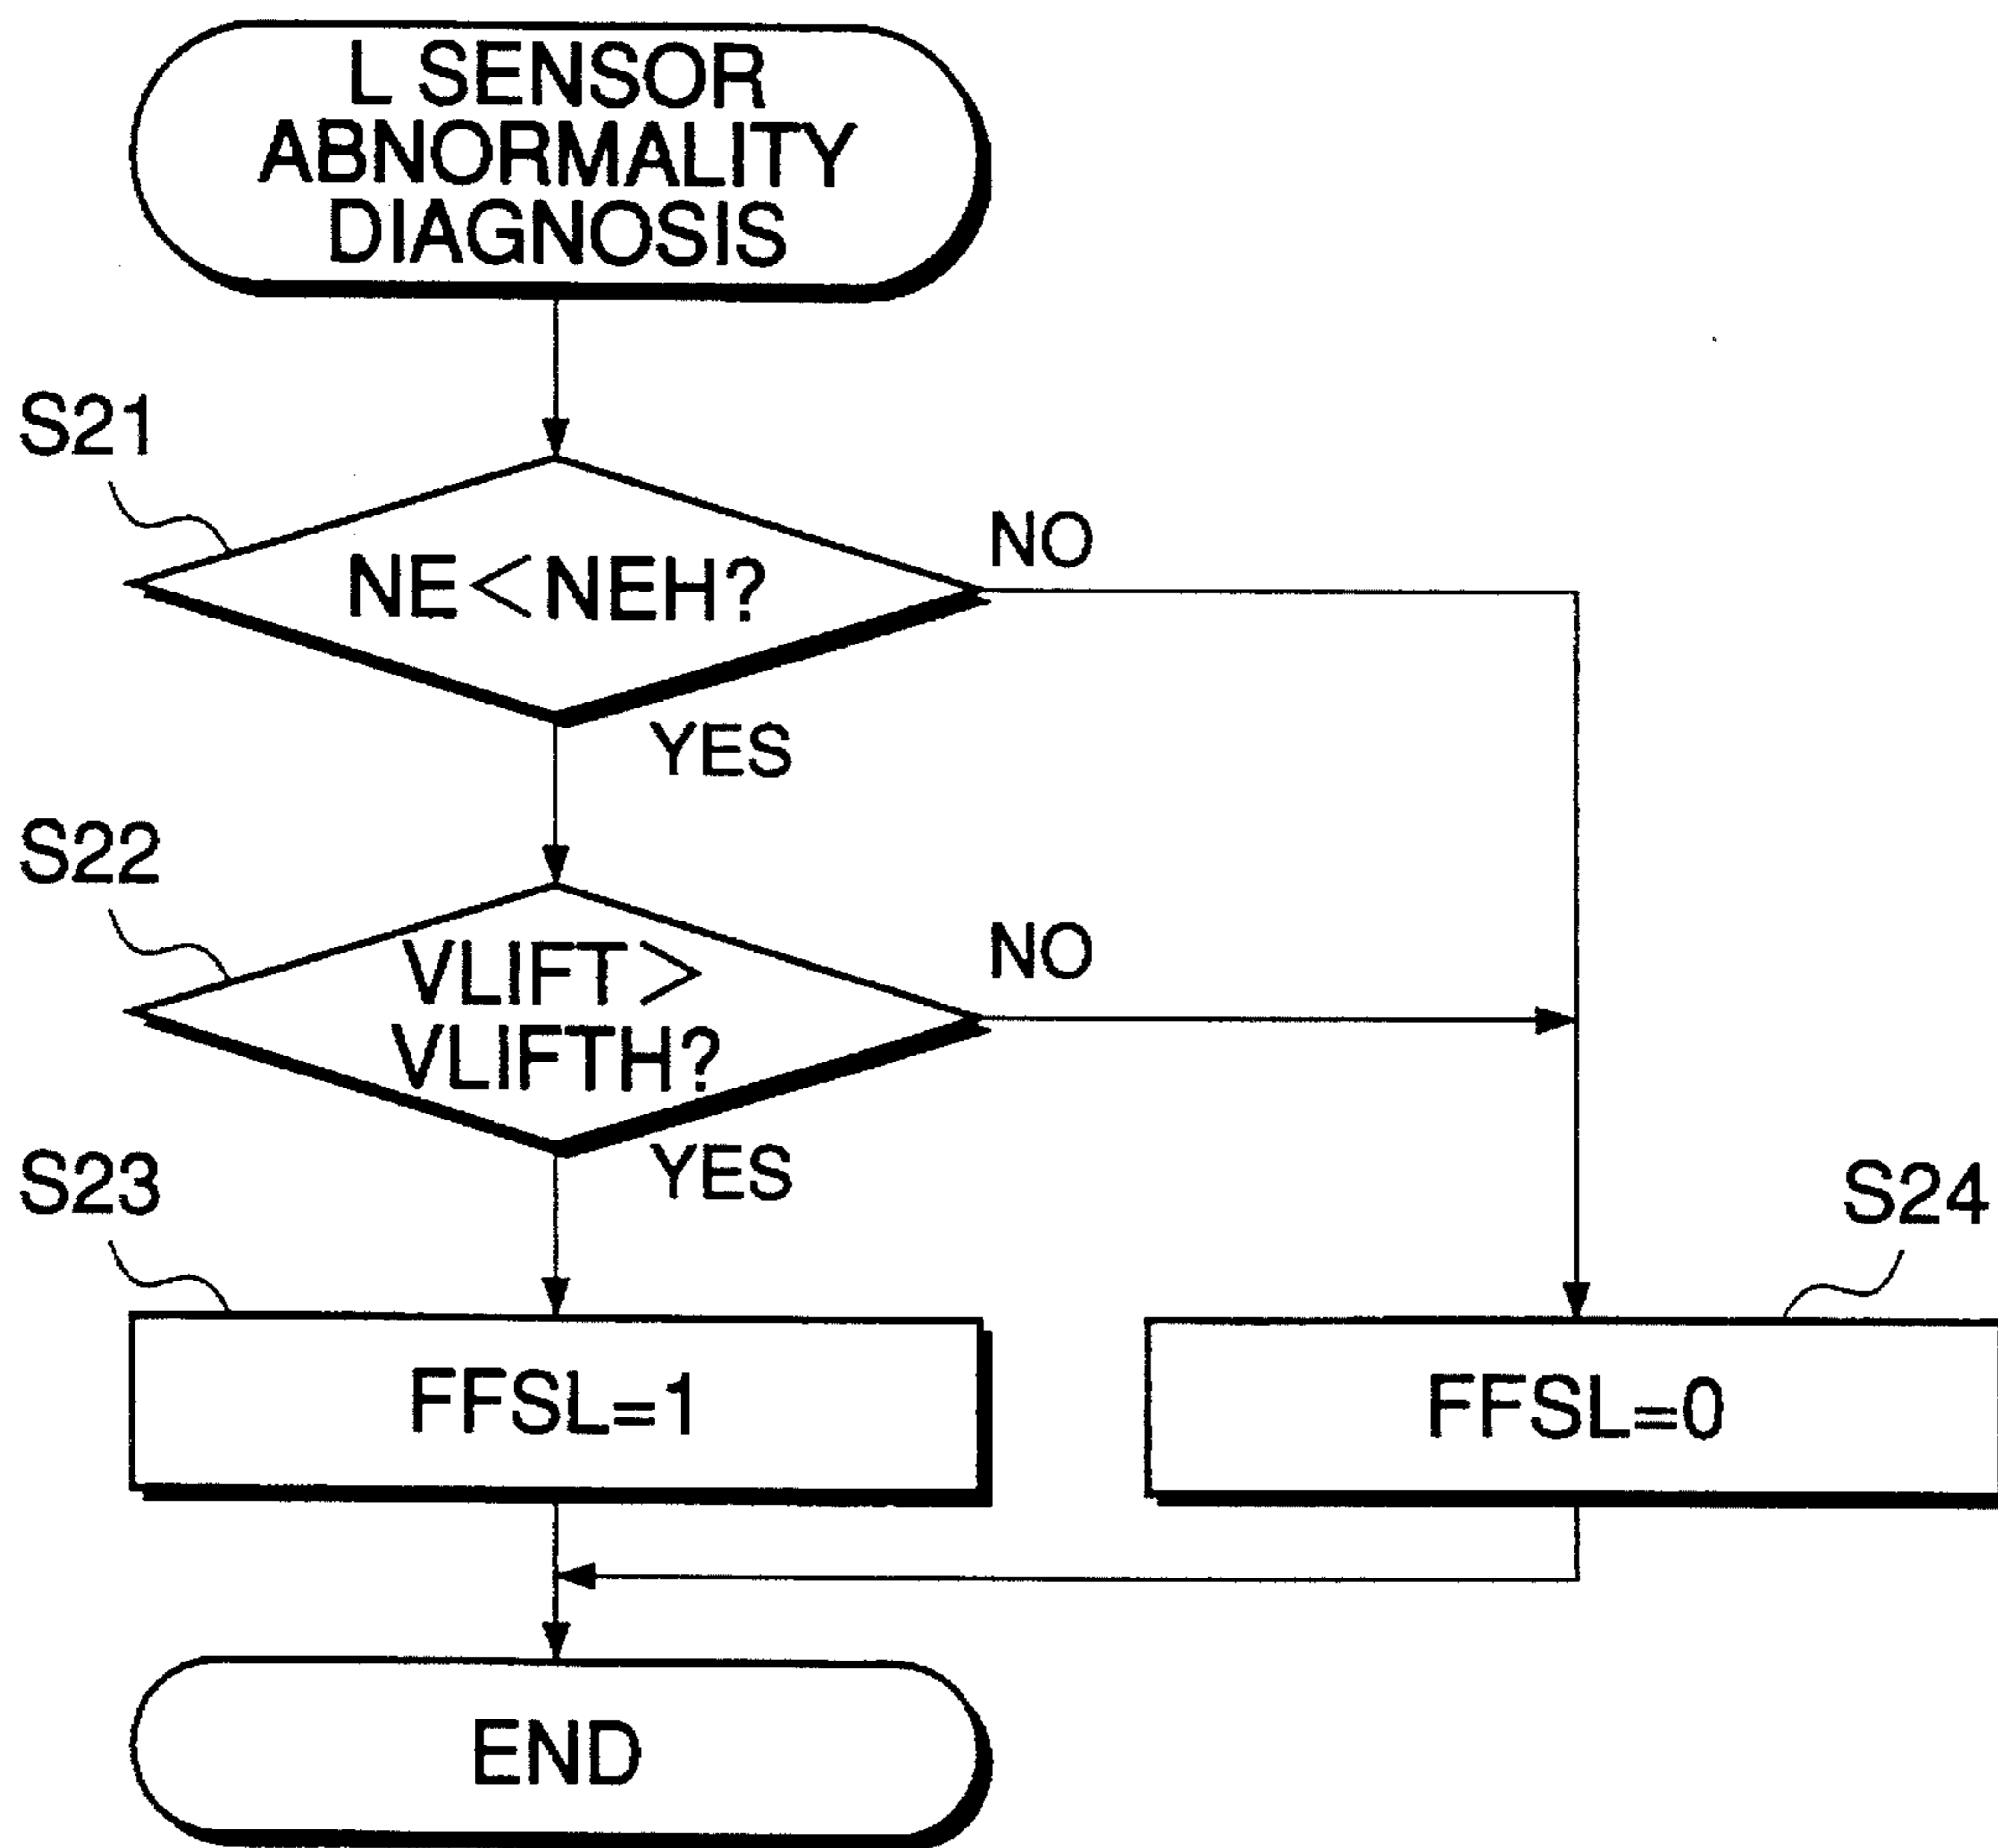 L SENSOR
ABNORMALITY
DIAGNOSIS
S21
NE<NEH?
NO
YES
S22
VLIFT>
VLIFTH?
NO
YES
S23
FFSL=1
S24
FFSL=0
END